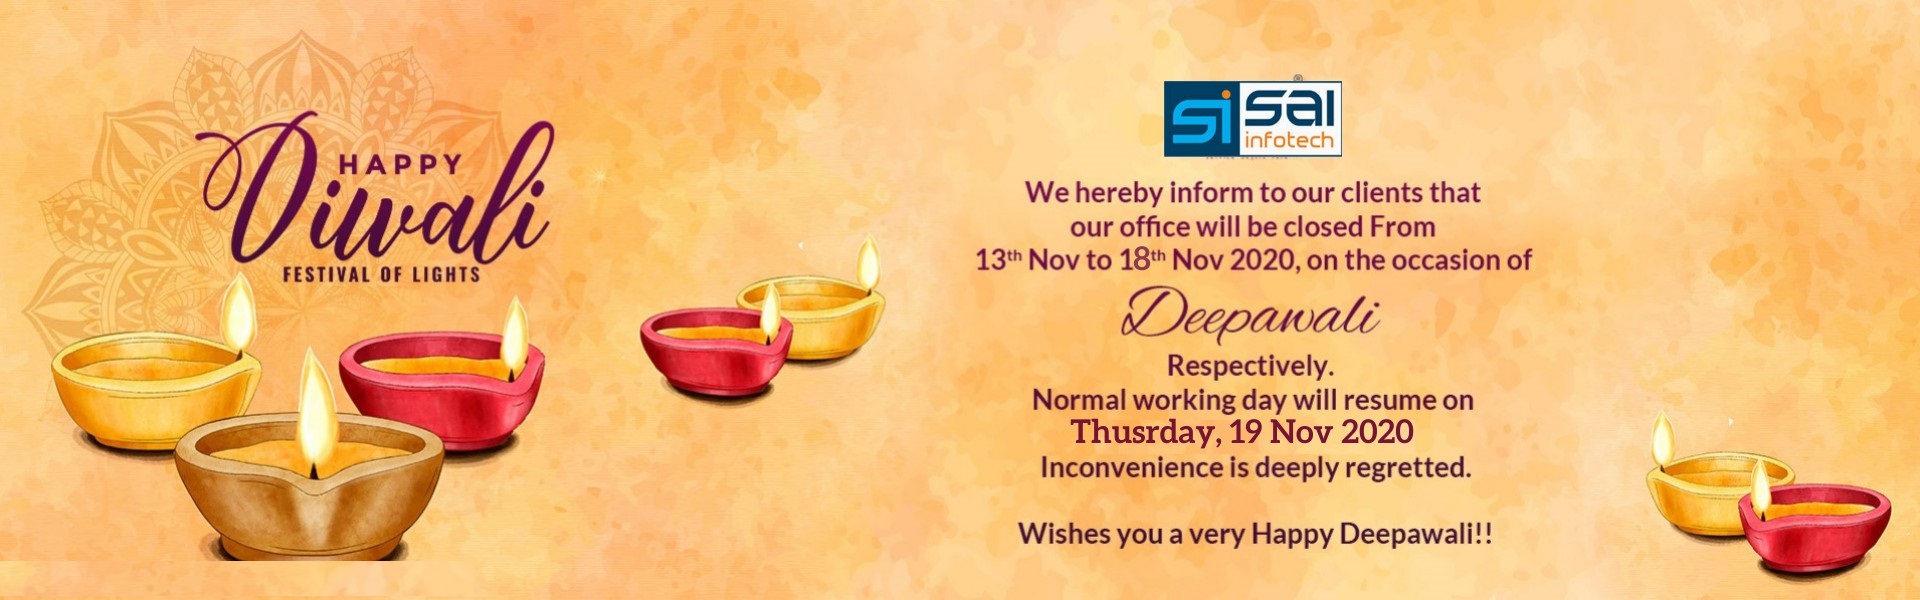 HAPPY
Diwali
FESTIVAL OF LIGHTS
®
si sai
infotech
We hereby inform to our clients that
our office will be closed From
13th Nov to 18th Nov 2020, on the occasion of
Deepawali
Respectively.
Normal working day will resume on
Thusrday, 19 Nov 2020
Inconvenience is deeply regretted.
Wishes you a very Happy Deepawali!!